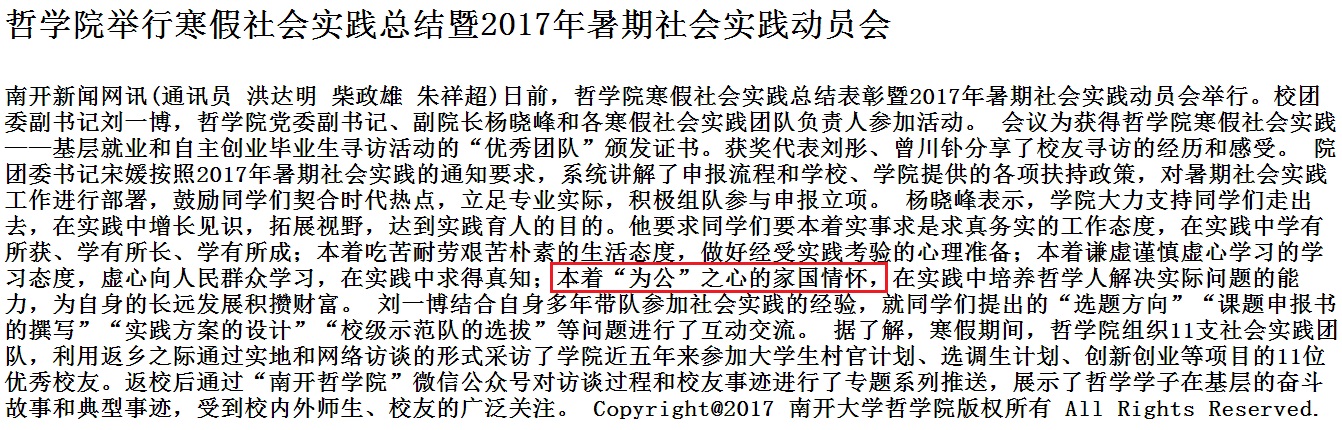 哲学院举行寒假社会实践总结暨2017年暑期社会实践动员会
南开新闻网讯(通讯员 洪达明 柴政雄 朱祥超)日前，哲学院寒假社会实践总结表彰暨2017年暑期社会实践动员会举行。校团
委副书记刘一博，哲学院党委副书记、副院长杨晓峰和各寒假社会实践团队负责人参加活动。 会议为获得哲学院寒假社会实践
——基层就业和自主创业毕业生寻访活动的“优秀团队”颁发证书。获奖代表刘彤、曾川钋分享了校友寻访的经历和感受。 院
团委书记宋媛按照2017年暑期社会实践的通知要求，系统讲解了申报流程和学校、学院提供的各项扶持政策，对暑期社会实践
工作进行部署，鼓励同学们契合时代热点，立足专业实际，积极组队参与申报立项。 杨晓峰表示，学院大力支持同学们走出
去，在实践中增长见识，拓展视野，达到实践育人的目的。他要求同学们要本着实事求是求真务实的工作态度，在实践中学有
所获、学有所长、学有所成；本着吃苦耐劳艰苦朴素的生活态度，做好经受实践考验的心理准备；本着谦虚谨慎虚心学习的学
习态度，虚心向人民群众学习，在实践中求得真知；本着“为公”之心的家国情怀，在实践中培养哲学人解决实际问题的能
力，为自身的长远发展积攒财富。 刘一博结合自身多年带队参加社会实践的经验，就同学们提出的“选题方向”“课题申报书
的撰写”“实践方案的设计”“校级示范队的选拔”等问题进行了互动交流。 据了解，寒假期间，哲学院组织11支社会实践团
队，利用返乡之际通过实地和网络访谈的形式采访了学院近五年来参加大学生村官计划、选调生计划、创新创业等项目的11位
优秀校友。返校后通过“南开哲学院”微信公众号对访谈过程和校友事迹进行了专题系列推送，展示了哲学学子在基层的奋斗
故事和典型事迹，受到校内外师生、校友的广泛关注。 Copyright@2017 南开大学哲学院版权所有 All Rights Reserved.